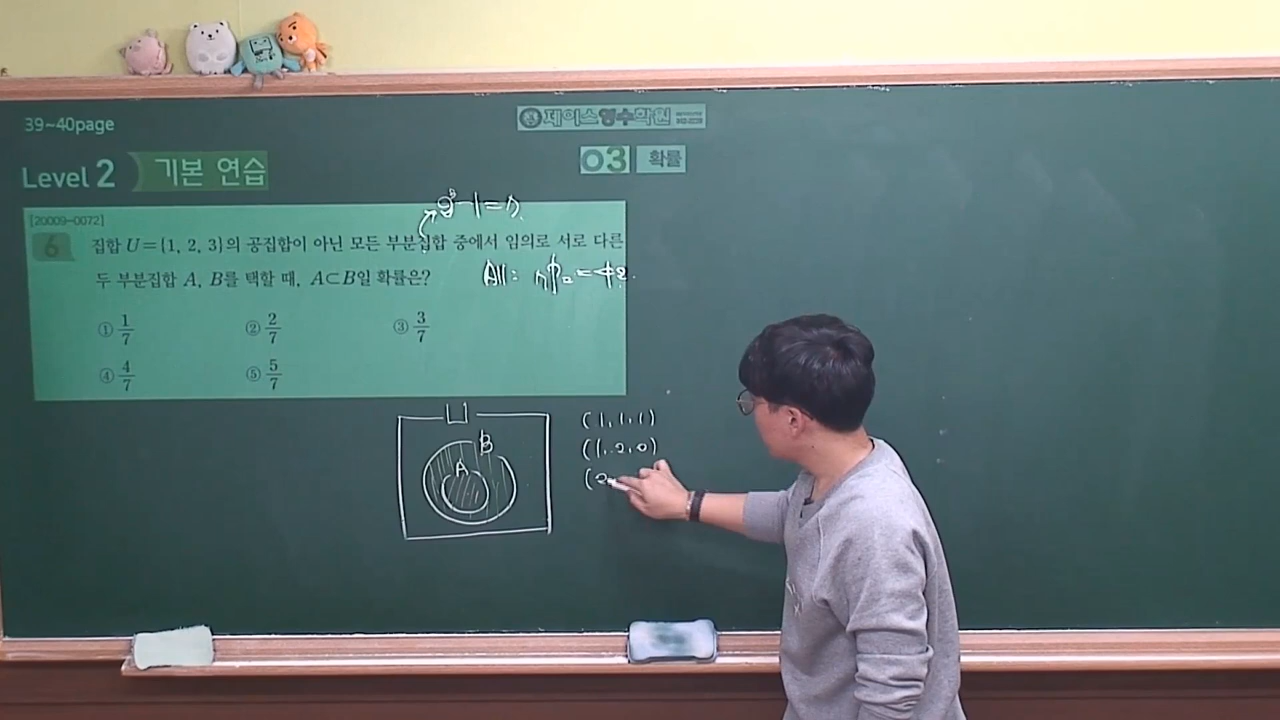 39~40page
제이스영수학원
Level 2 기본 연습
03 확률
2³-1=7
[20009-0072]
6 집합 U={1, 2, 3}의 공집합이 아닌 모든 부분집합 중에서 임의로 서로 다른
두 부분집합 A, B를 택할 때, A⊂B일 확률은?
All: ₇P₂=42.
① 1/7 ② 2/7 ③ 3/7
④ 4/7 ⑤ 5/7
U
B
A
(1, 1, 1)
(1, 2, 0)
(2